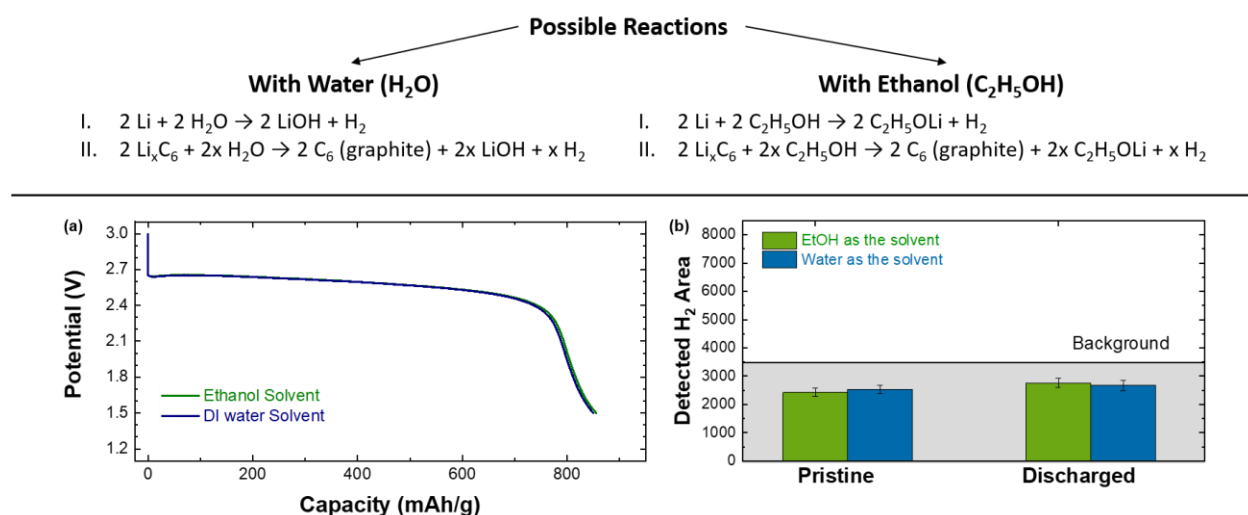 Possible Reactions
With Water (H₂O)
I. 2 Li + 2 H₂O → 2 LiOH + H₂
II. 2 LiₓC₆ + 2x H₂O → 2 C₆ (graphite) + 2x LiOH + x H₂
With Ethanol (C₂H₅OH)
I. 2 Li + 2 C₂H₅OH → 2 C₂H₅OLi + H₂
II. 2 LiₓC₆ + 2x C₂H₅OH → 2 C₆ (graphite) + 2x C₂H₅OLi + x H₂
(a)
Potential (V)
3.0
2.7
2.4
2.1
1.8
1.5
1.2
Ethanol Solvent
DI water Solvent
0 200 400 600 800
Capacity (mAh/g)
(b)
Detected H₂ Area
8000
7000
6000
5000
4000
3000
2000
1000
0
EtOH as the solvent
Water as the solvent
Background
Pristine Discharged